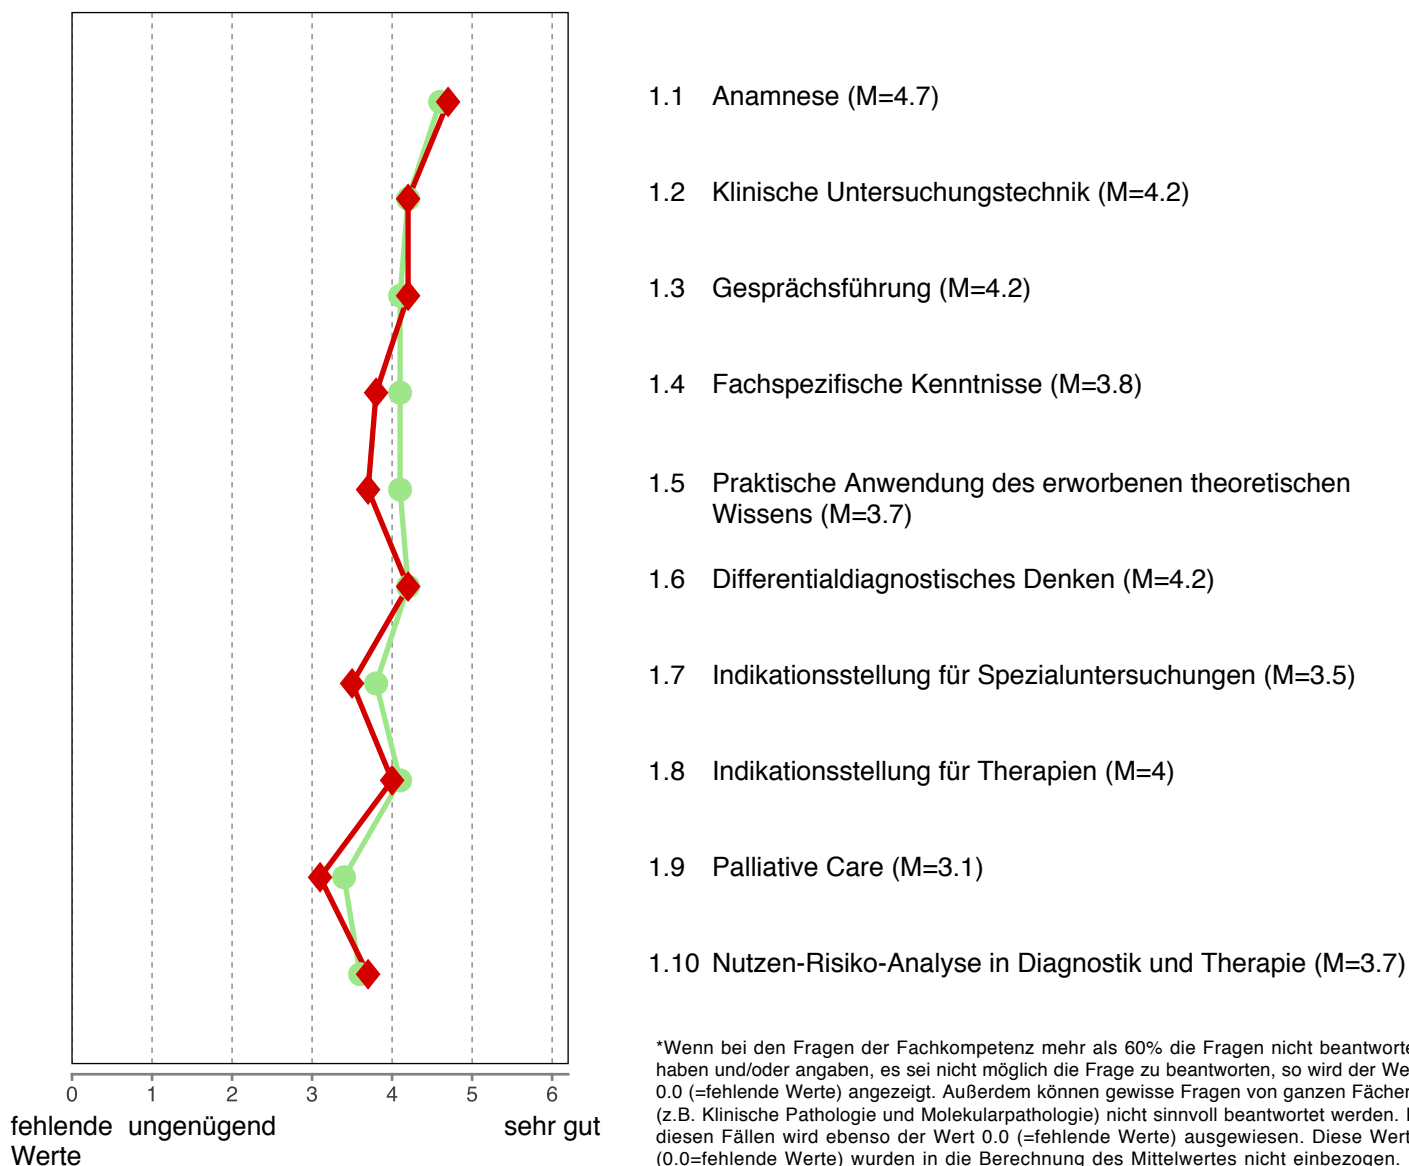 1.1 Anamnese (M=4.7)
1.2 Klinische Untersuchungstechnik (M=4.2)
1.3 Gesprächsführung (M=4.2)
1.4 Fachspezifische Kenntnisse (M=3.8)
1.5 Praktische Anwendung des erworbenen theoretischen
Wissens (M=3.7)
1.6 Differentialdiagnostisches Denken (M=4.2)
1.7 Indikationsstellung für Spezialuntersuchungen (M=3.5)
1.8 Indikationsstellung für Therapien (M=4)
1.9 Palliative Care (M=3.1)
1.10 Nutzen-Risiko-Analyse in Diagnostik und Therapie (M=3.7)
0 1 2 3 4 5 6
fehlende ungenügend sehr gut
Werte
*Wenn bei den Fragen der Fachkompetenz mehr als 60% die Fragen nicht beantworte
haben und/oder angaben, es sei nicht möglich die Frage zu beantworten, so wird der We
0.0 (=fehlende Werte) angezeigt. Außerdem können gewisse Fragen von ganzen Fächer
(z.B. Klinische Pathologie und Molekularpathologie) nicht sinnvoll beantwortet werden.
diesen Fällen wird ebenso der Wert 0.0 (=fehlende Werte) ausgewiesen. Diese Wert
(0.0=fehlende Werte) wurden in die Berechnung des Mittelwertes nicht einbezogen.